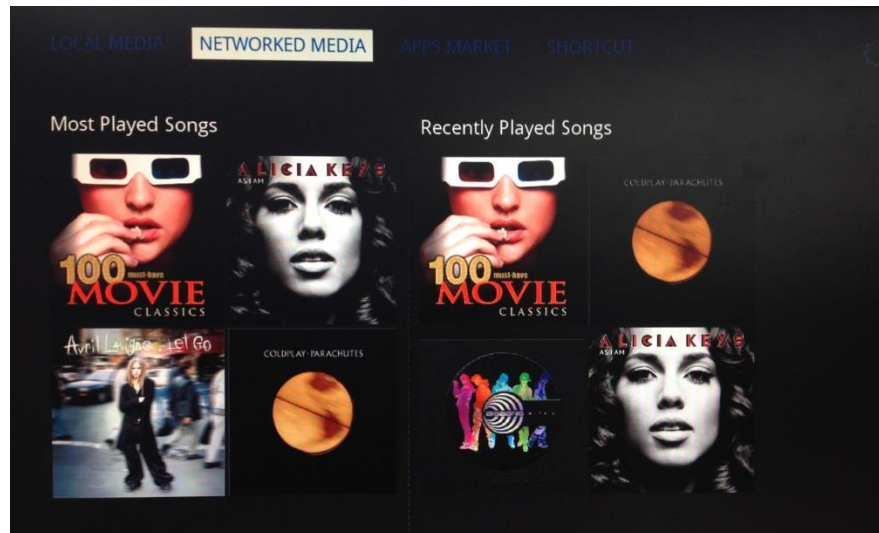 LOCAL MEDIA
NETWORKED MEDIA
APPS MARKET
SHORTCUT
Most Played Songs
Recently Played Songs
100 must-have
MOVIE
CLASSICS
ALICIA KEYS
AS I AM
100 must-have
MOVIE
CLASSICS
COLDPLAY·PARACHUTES
Avril Lavigne Let Go
COLDPLAY·PARACHUTES
ALICIA KEYS
AS I AM